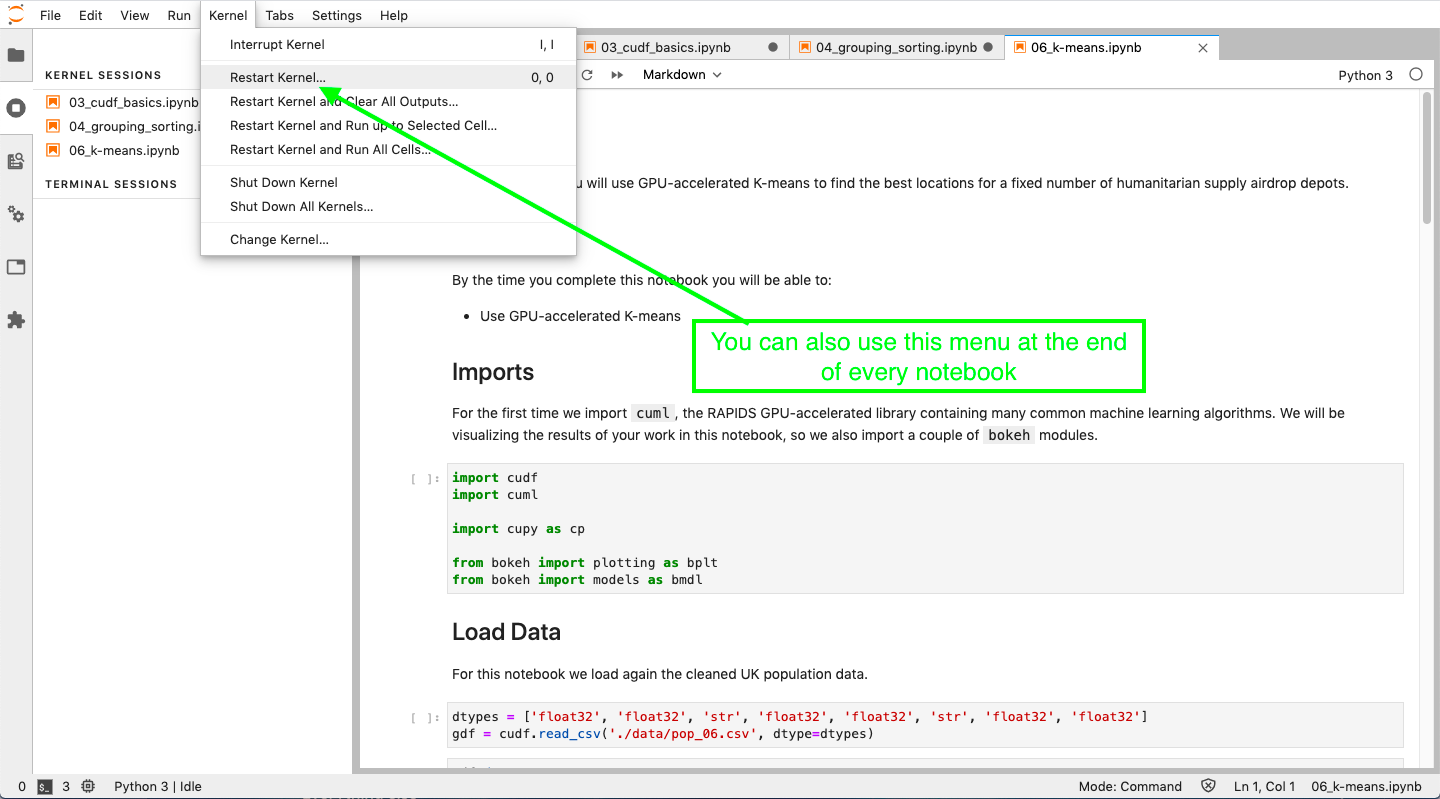 File Edit View Run Kernel Tabs Settings Help
Interrupt Kernel I, I
Restart Kernel... 0, 0
Restart Kernel and Clear All Outputs...
Restart Kernel and Run up to Selected Cell...
Restart Kernel and Run All Cells...
Shut Down Kernel
Shut Down All Kernels...
Change Kernel...
KERNEL SESSIONS
03_cudf_basics.ipynb
04_grouping_sorting.i
06_k-means.ipynb
TERMINAL SESSIONS
03_cudf_basics.ipynb 04_grouping_sorting.ipynb 06_k-means.ipynb
Markdown Python 3
u will use GPU-accelerated K-means to find the best locations for a fixed number of humanitarian supply airdrop depots.
By the time you complete this notebook you will be able to:
• Use GPU-accelerated K-means
You can also use this menu at the end
of every notebook
Imports
For the first time we import cuml, the RAPIDS GPU-accelerated library containing many common machine learning algorithms. We will be
visualizing the results of your work in this notebook, so we also import a couple of bokeh modules.
[ ]: import cudf
import cuml
import cupy as cp
from bokeh import plotting as bplt
from bokeh import models as bmdl
Load Data
For this notebook we load again the cleaned UK population data.
[ ]: dtypes = ['float32', 'float32', 'str', 'float32', 'float32', 'str', 'float32', 'float32']
gdf = cudf.read_csv('./data/pop_06.csv', dtype=dtypes)
0 $_ 3 Python 3 | Idle Mode: Command Ln 1, Col 1 06_k-means.ipynb